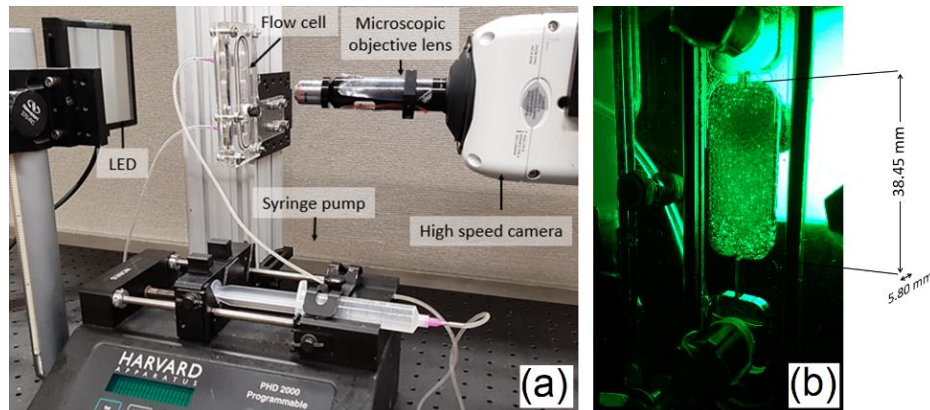 Flow cell
Microscopic
objective lens
LED
Syringe pump
High speed camera
HARVARD
APPARATUS
PHD 2000
Programmable
(a)
38.45 mm
5.80 mm
(b)